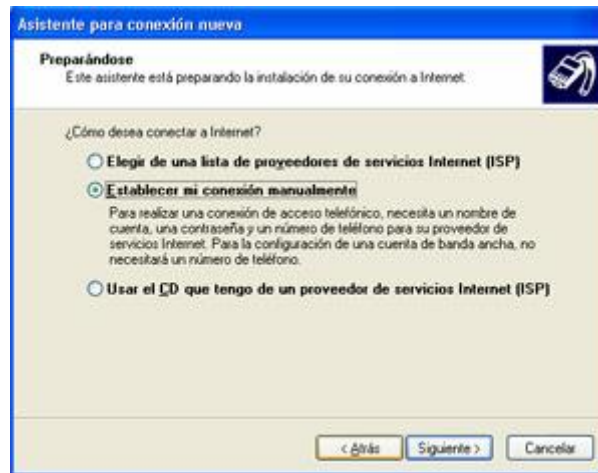 Asistente para conexión nueva
Preparándose
Este asistente está preparando la instalación de su conexión a Internet.
¿Cómo desea conectar a Internet?
Elegir de una lista de proveedores de servicios Internet (ISP)
Establecer mi conexión manualmente
Para realizar una conexión de acceso telefónico, necesita un nombre de
cuenta, una contraseña y un número de teléfono para su proveedor de
servicios Internet. Para la configuración de una cuenta de banda ancha, no
necesitará un número de teléfono.
Usar el CD que tengo de un proveedor de servicios Internet (ISP)
< Atrás
Siguiente >
Cancelar